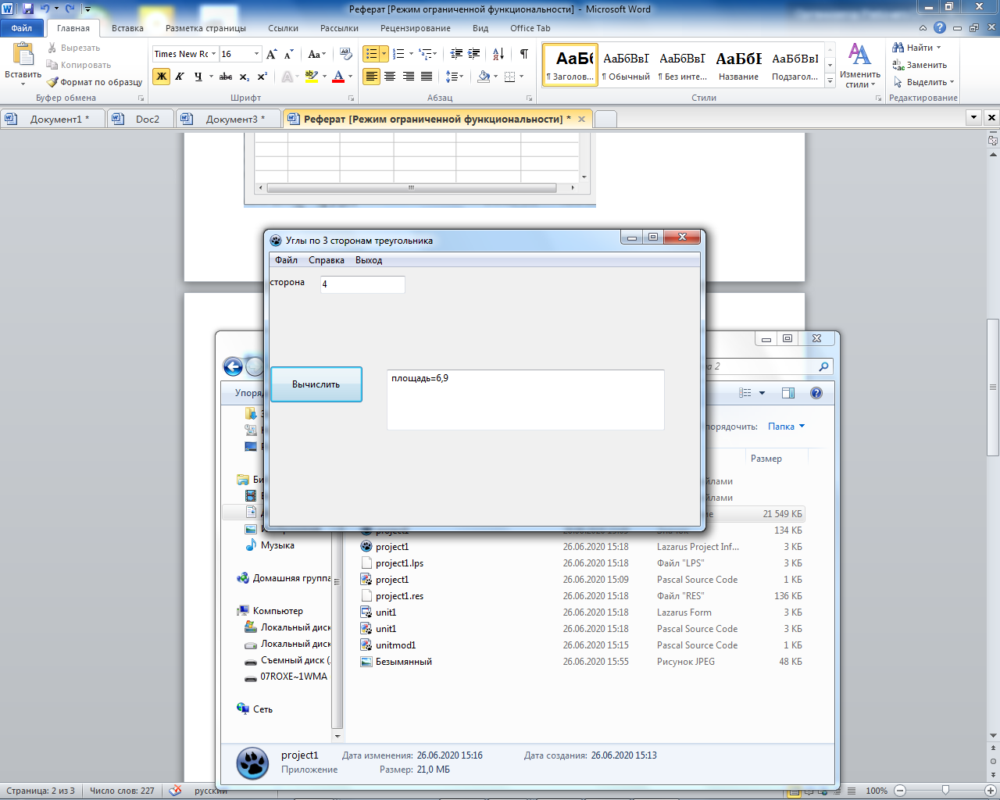 Реферат [Режим ограниченной функциональности] - Microsoft Word
Файл Главная Вставка Разметка страницы Ссылки Рассылки Рецензирование Вид Office Tab
Вставить
Вырезать
Копировать
Формат по образцу
Буфер обмена
Times New Ro 16
Ж К Ч abc x₂ x²
Шрифт
Абзац
АаБб АаБбВвГ АаБбВвГ АаБбВ АаБбВвГ
¶ Заголов... ¶ Обычный ¶ Без инте... Название Подзагол...
Стили
Изменить стили
Найти
Заменить
Выделить
Редактирование
Документ1 * Doc2 Документ3 * Реферат [Режим ограниченной функциональности] *
Углы по 3 сторонам треугольника
Файл Справка Выход
сторона 4
Вычислить
площадь=6,9
2
Упоряд
порядочить: Папка
Размер
йлами
йлами
21 549 КБ
134 КБ
project1 26.06.2020 15:18 Lazarus Project Inf... 3 КБ
project1.lps 26.06.2020 15:18 Файл "LPS" 3 КБ
project1 26.06.2020 15:09 Pascal Source Code 1 КБ
project1.res 26.06.2020 15:18 Файл "RES" 136 КБ
unit1 26.06.2020 15:18 Lazarus Form 3 КБ
unit1 26.06.2020 15:18 Pascal Source Code 3 КБ
unitmod1 26.06.2020 15:15 Pascal Source Code 1 КБ
Безымянный 26.06.2020 15:55 Рисунок JPEG 48 КБ
Би
Музыка
Домашняя группа
Компьютер
Локальный диск
Локальный диск
Съемный диск (
07ROXE~1WMA
Сеть
project1 Дата изменения: 26.06.2020 15:16 Дата создания: 26.06.2020 15:13
Приложение Размер: 21,0 МБ
Страница: 2 из 3 Число слов: 227 русский 100%